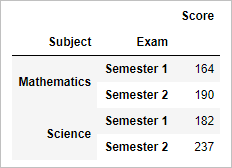 Score
Subject Exam
Mathematics Semester 1 164
Semester 2 190
Science Semester 1 182
Semester 2 237